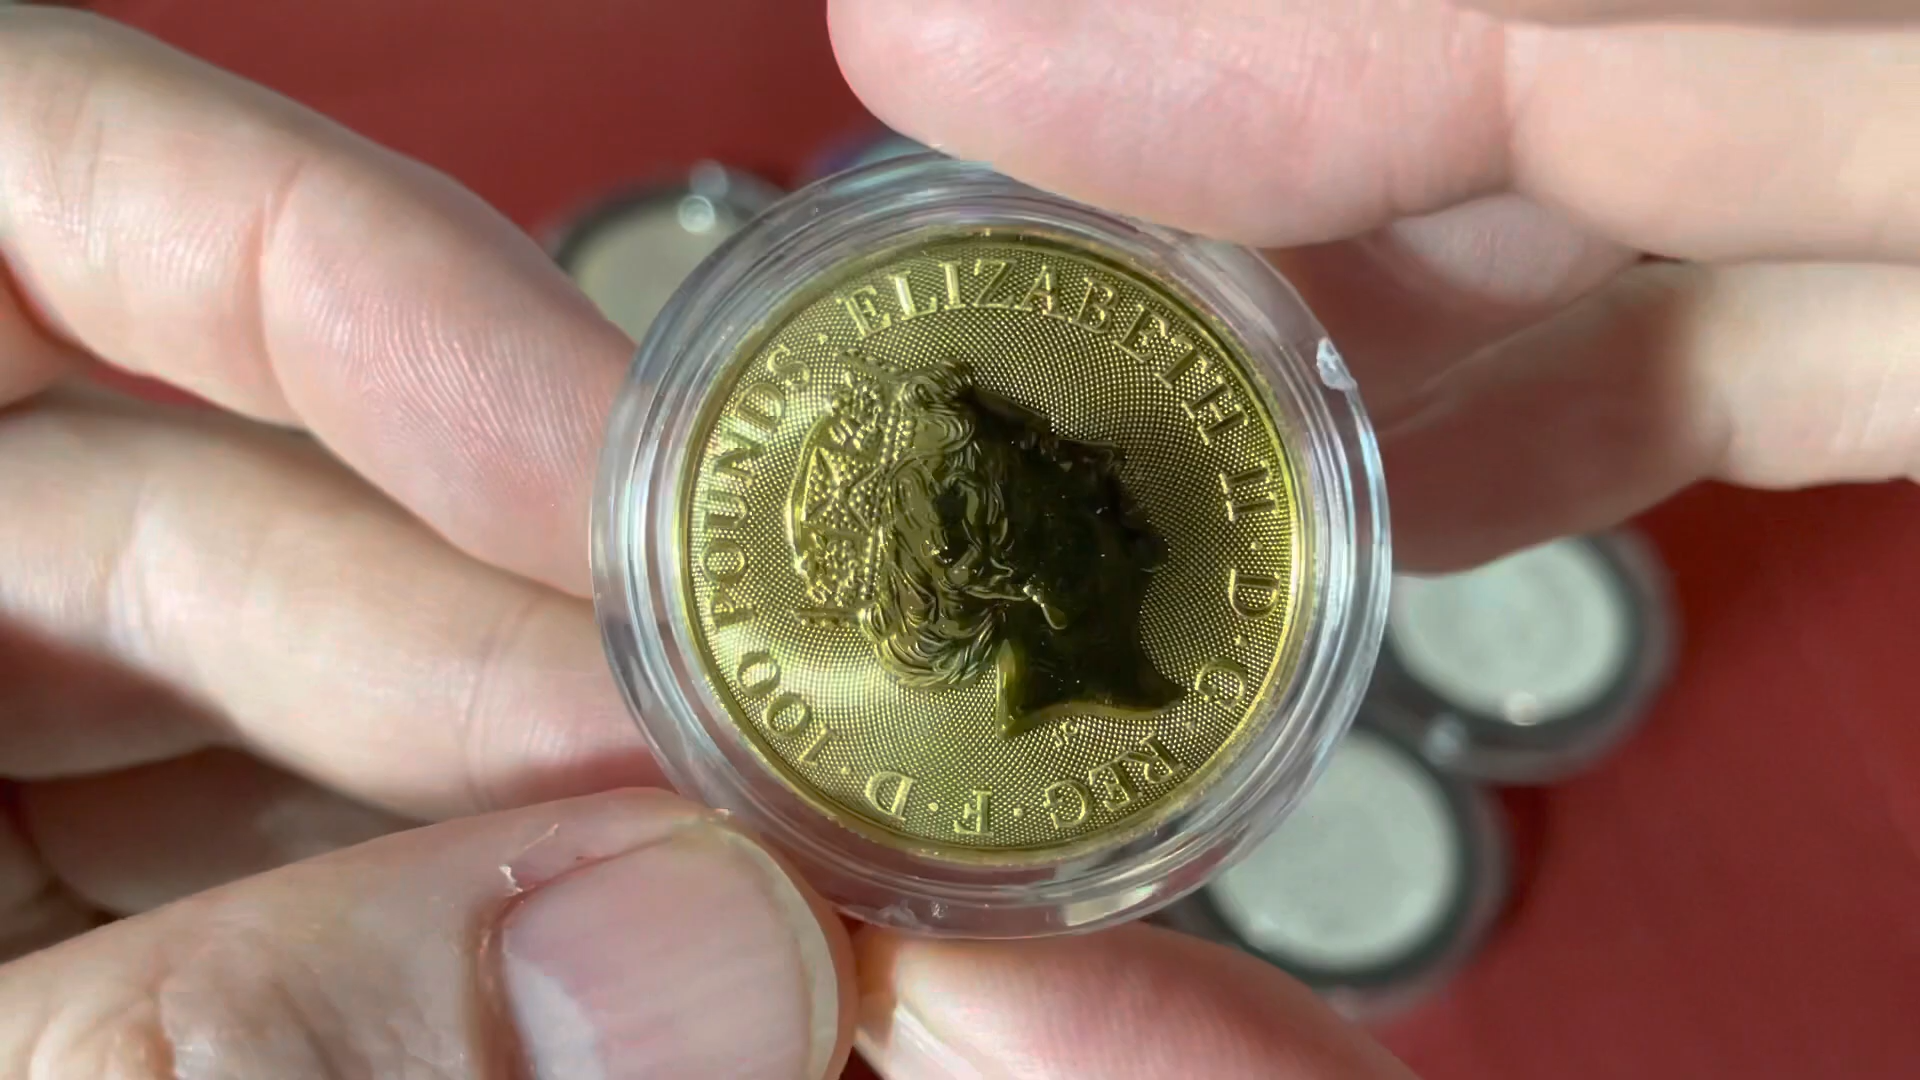 ELIZABETH II · D · G · REG · F · D · 100 POUNDS ·